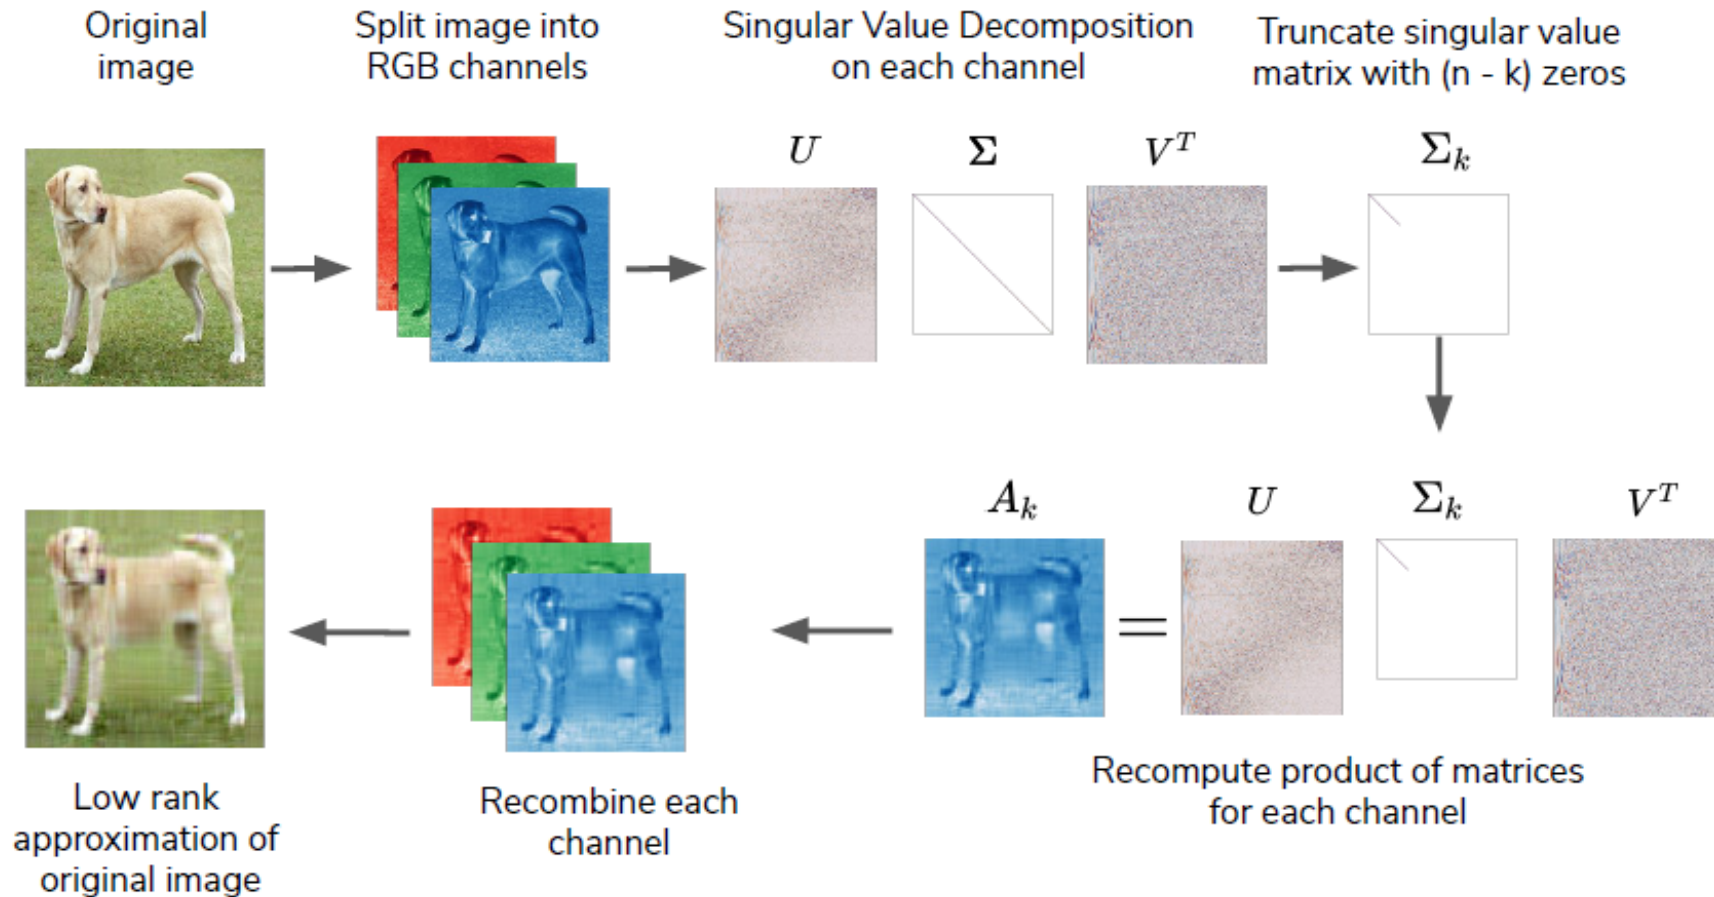 Original
image
Split image into
RGB channels
Singular Value Decomposition
on each channel
Truncate singular value
matrix with (n - k) zeros
U
Σ
V^T
Σ_k
A_k
=
U
Σ_k
V^T
Recompute product of matrices
for each channel
Recombine each
channel
Low rank
approximation of
original image